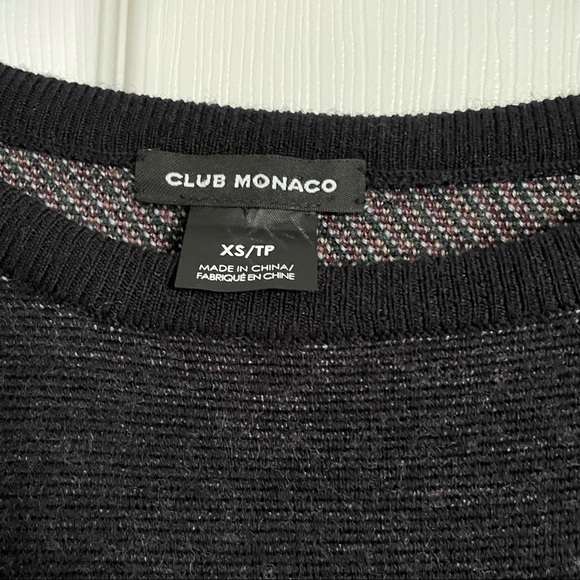 CLUB MONACO
XS/TP
MADE IN CHINA/
FABRIQUÉ EN CHINE